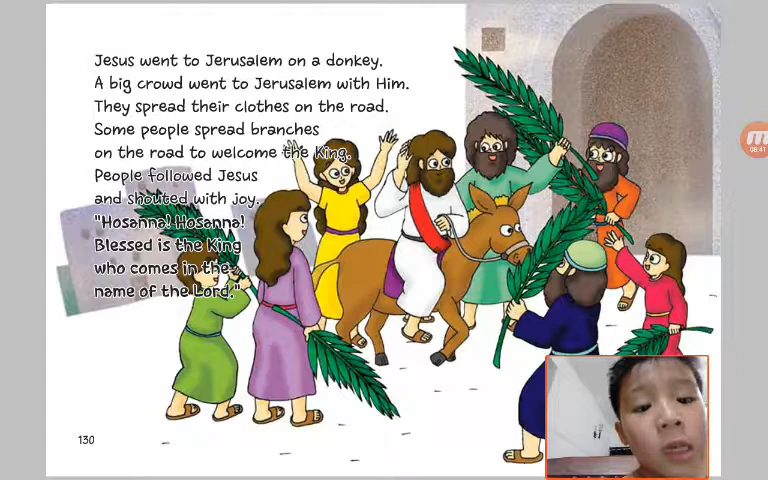 Jesus went to Jerusalem on a donkey.
A big crowd went to Jerusalem with Him.
They spread their clothes on the road.
Some people spread branches
on the road to welcome the King.
People followed Jesus
and shouted with joy.
"Hosanna! Hosanna!
Blessed is the King
who comes in the
name of the Lord."
130
M
06:41